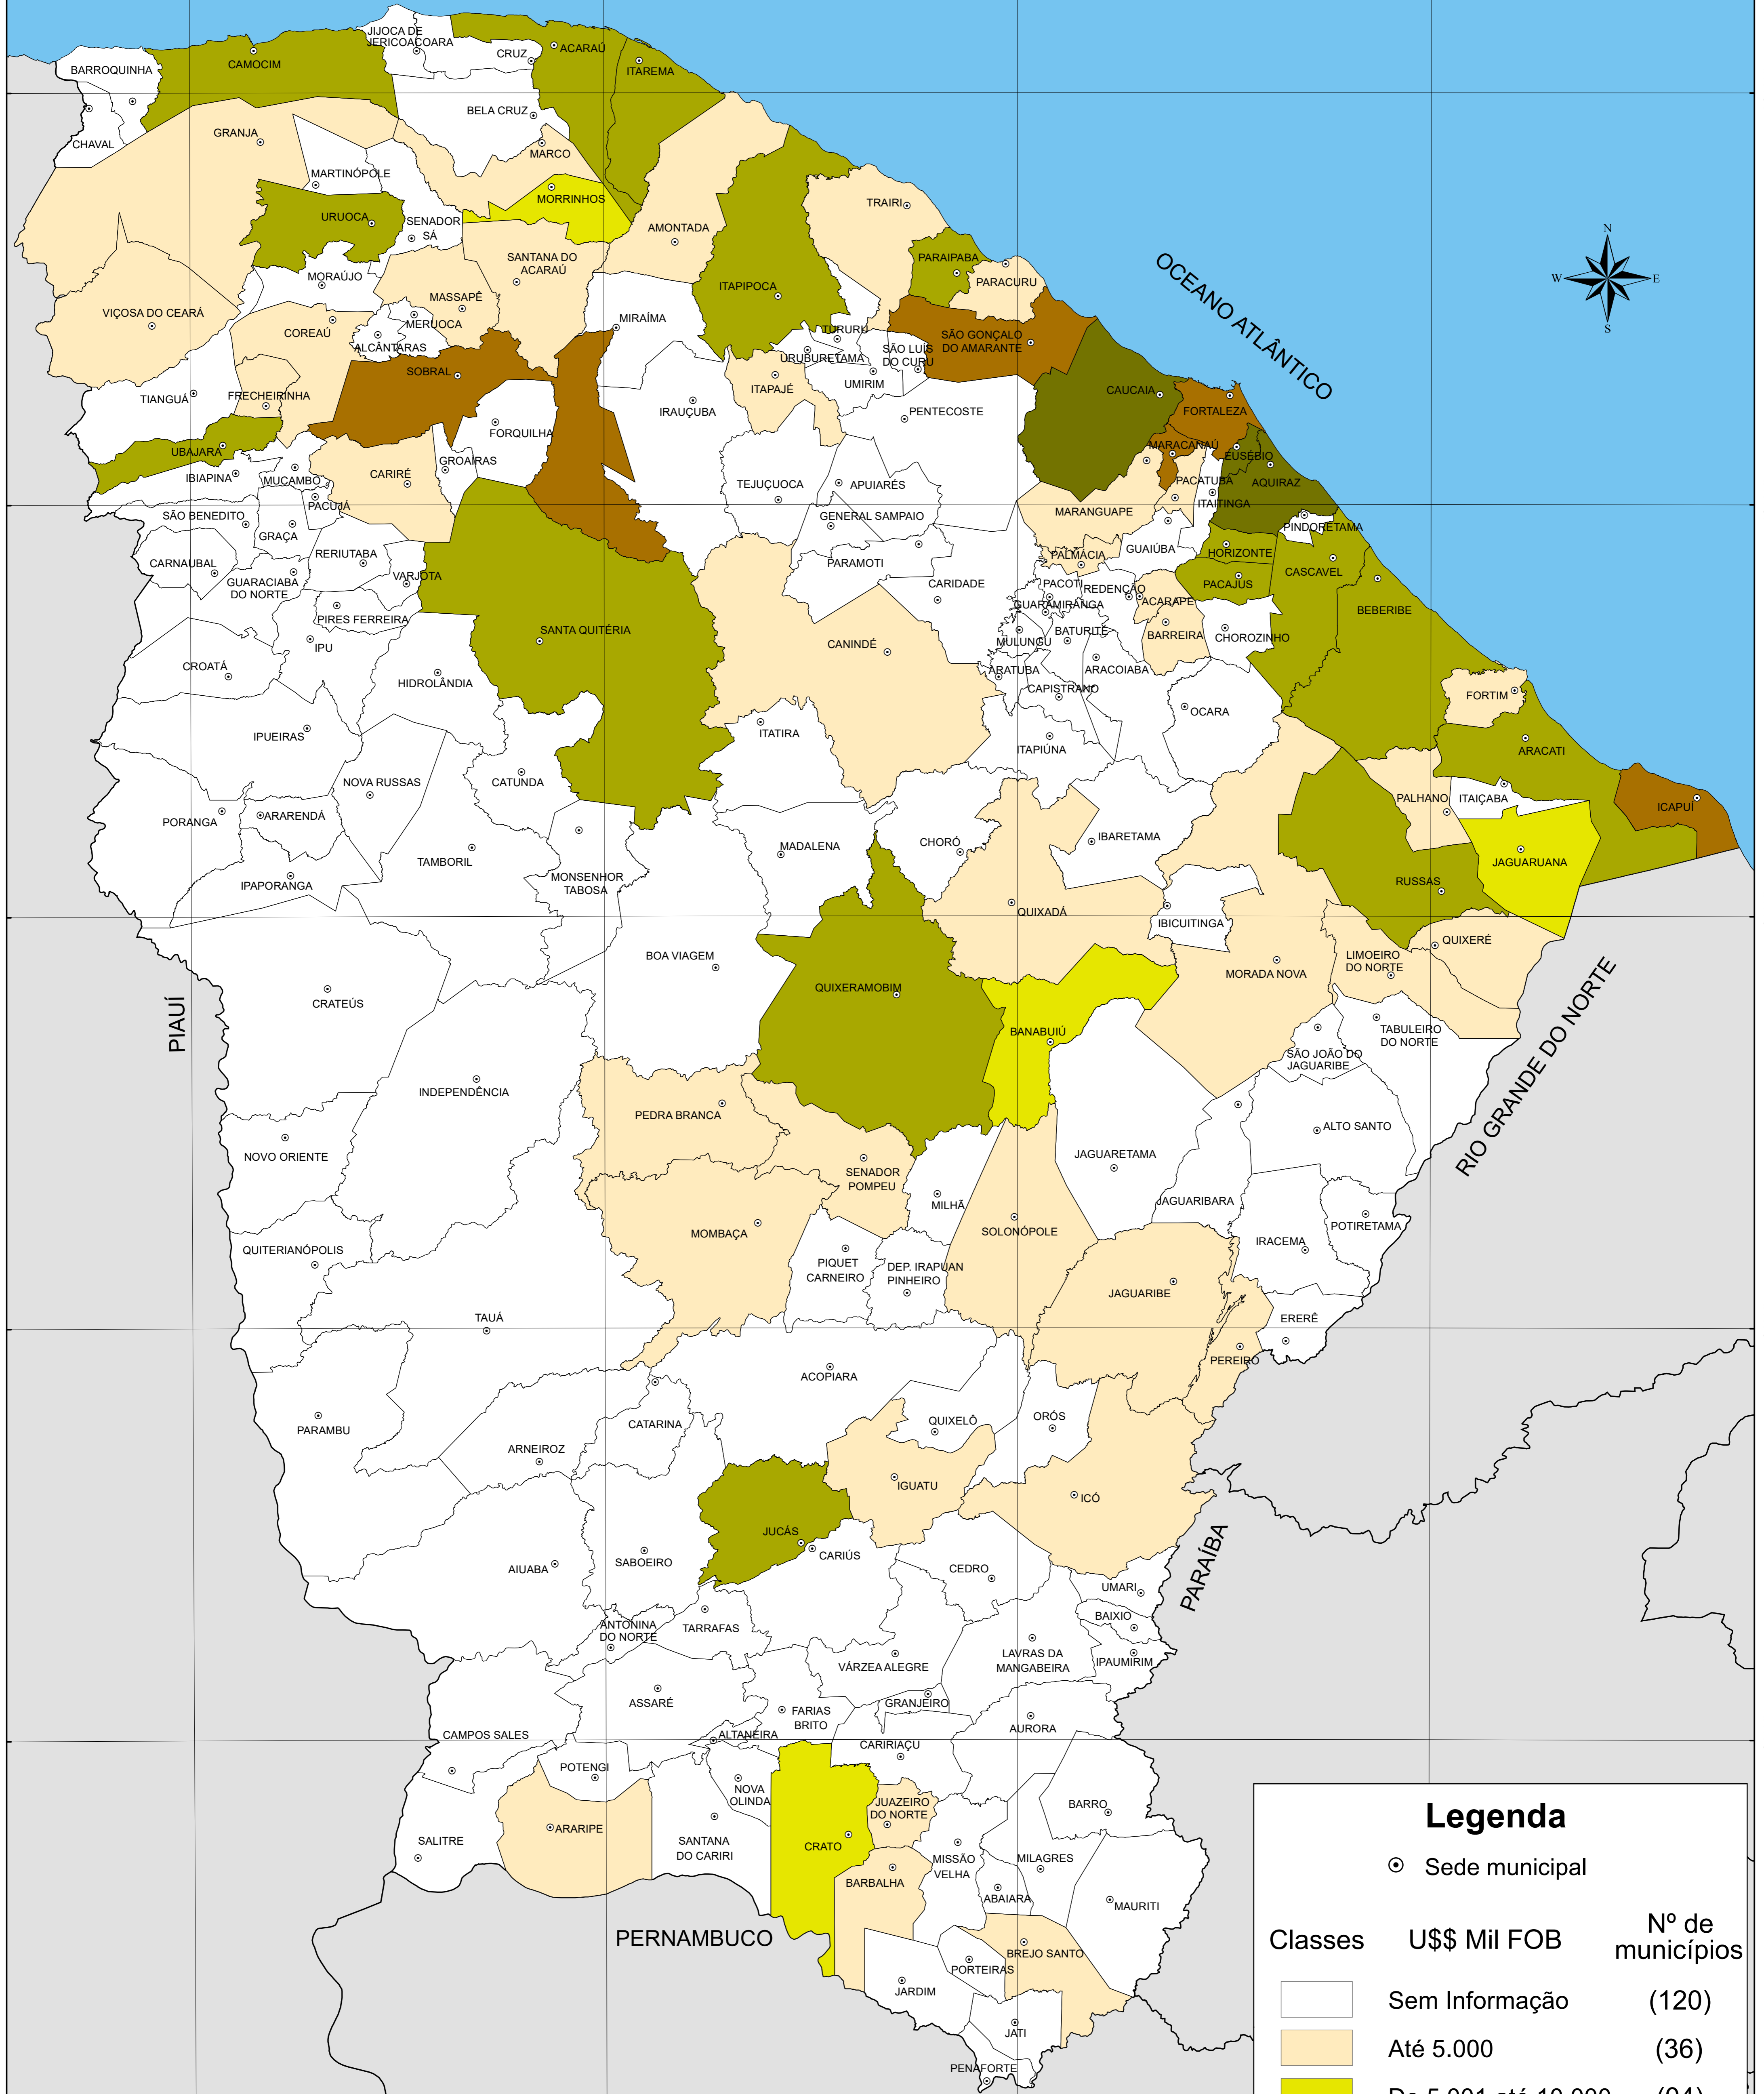 JIJOCA DE
JERICOACOARA
CRUZ
ACARAÚ
ITAREMA
CAMOCIM
BARROQUINHA
BELA CRUZ
CHAVAL
GRANJA
MARCO
MARTINÓPOLE
MORRINHOS
TRAIRI
URUOCA
SENADOR
SÁ
AMONTADA
N
W
E
S
OCEANO ATLÂNTICO
SANTANA DO
ACARAÚ
PARAIPABA
PARACURU
MORAÚJO
ITAPIPOCA
MASSAPÊ
VIÇOSA DO CEARÁ
MERUOCA
MIRAÍMA
COREAÚ
ALCÂNTARAS
TURURU
SÃO GONÇALO
DO AMARANTE
URUBURETAMA
SÃO LUÍS
DO CURU
SOBRAL
ITAPAJÉ
UMIRIM
CAUCAIA
TIANGUÁ
FRECHEIRINHA
IRAUÇUBA
PENTECOSTE
FORTALEZA
FORQUILHA
MARACANAÚ
EUSÉBIO
UBAJARA
GROAÍRAS
IBIAPINA
MUCAMBO
CARIRÉ
TEJUÇUOCA
APUIARÉS
PACATUBA
AQUIRAZ
ITAITINGA
PACUJÁ
SÃO BENEDITO
GENERAL SAMPAIO
MARANGUAPE
PINDORETAMA
GRAÇA
RERIUTABA
GUAIÚBA
HORIZONTE
CARNAUBAL
PARAMOTI
PALMÁCIA
CASCAVEL
VARJOTA
GUARACIABA
DO NORTE
CARIDADE
PACOTI
REDENÇÃO
PACAJUS
ACARAPE
GUARAMIRANGA
BEBERIBE
PIRES FERREIRA
SANTA QUITÉRIA
BATURITÉ
BARREIRA
CHOROZINHO
MULUNGU
IPU
CANINDÉ
CROATÁ
ARATUBA
ARACOIABA
HIDROLÂNDIA
CAPISTRANO
FORTIM
OCARA
IPUEIRAS
ITATIRA
ITAPIÚNA
ARACATI
NOVA RUSSAS
CATUNDA
PALHANO
ITAIÇABA
ICAPUÍ
PORANGA
ARARENDÁ
IBARETAMA
MADALENA
CHORÓ
TAMBORIL
JAGUARUANA
MONSENHOR
TABOSA
IPAPORANGA
RUSSAS
QUIXADÁ
IBICUITINGA
QUIXERÉ
BOA VIAGEM
LIMOEIRO
DO NORTE
MORADA NOVA
QUIXERAMOBIM
CRATEÚS
PIAUÍ
BANABUIÚ
TABULEIRO
DO NORTE
SÃO JOÃO DO
JAGUARIBE
RIO GRANDE DO NORTE
INDEPENDÊNCIA
PEDRA BRANCA
ALTO SANTO
NOVO ORIENTE
JAGUARETAMA
SENADOR
POMPEU
MILHÃ
JAGUARIBARA
MOMBAÇA
SOLONÓPOLE
POTIRETAMA
IRACEMA
QUITERIANÓPOLIS
PIQUET
CARNEIRO
DEP. IRAPUAN
PINHEIRO
JAGUARIBE
TAUÁ
ERERÊ
PEREIRO
ACOPIARA
PARAMBU
CATARINA
QUIXELÔ
ORÓS
ARNEIROZ
IGUATU
ICÓ
JUCÁS
CARIÚS
PARAÍBA
SABOEIRO
AIUABA
CEDRO
UMARI
ANTONINA
DO NORTE
TARRAFAS
BAIXIO
LAVRAS DA
MANGABEIRA
VÁRZEA ALEGRE
IPAUMIRIM
ASSARÉ
GRANJEIRO
FARIAS
BRITO
CAMPOS SALES
ALTANEIRA
AURORA
CARIRIAÇU
POTENGI
NOVA
OLINDA
JUAZEIRO
DO NORTE
BARRO
ARARIPE
SALITRE
SANTANA
DO CARIRI
CRATO
MISSÃO
VELHA
MILAGRES
BARBALHA
ABAIARA
MAURITI
PERNAMBUCO
BREJO SANTO
PORTEIRAS
JARDIM
JATI
PENAFORTE
Legenda
Sede municipal
Classes U$$ Mil FOB Nº de
municípios
Sem Informação (120)
Até 5.000 (36)
De 5.001 até 10.000 (04)